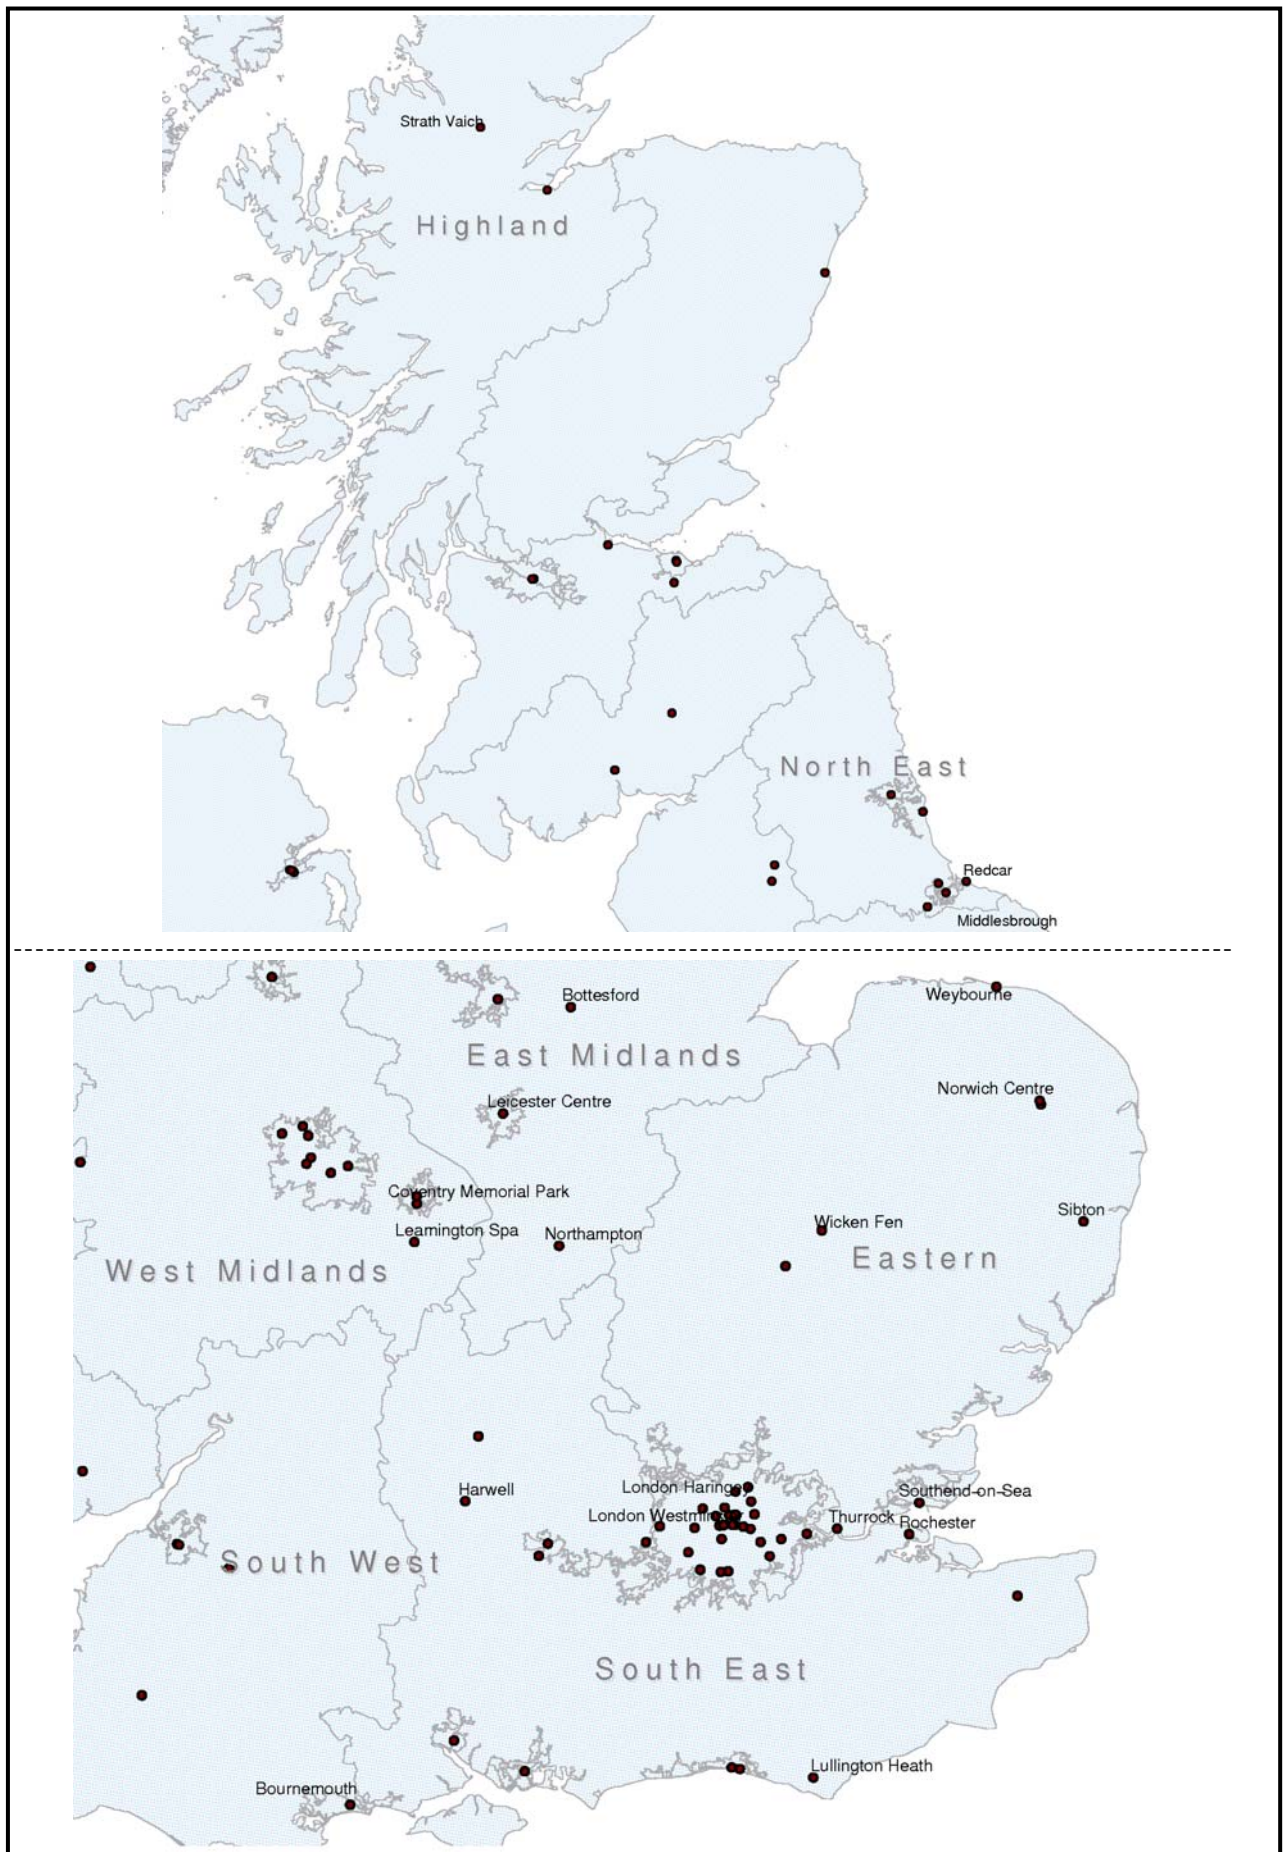 Strath Vaich
Highland
North East
Redcar
Middlesbrough
Weybourne
Bottesford
East Midlands
Norwich Centre
Leicester Centre
Coventry Memorial Park
Sibton
Wicken Fen
Leamington Spa
Northampton
Eastern
West Midlands
London Haringey
Harwell
Southend-on-Sea
London Westminster
Thurrock
Rochester
South West
South East
Lullington Heath
Bournemouth